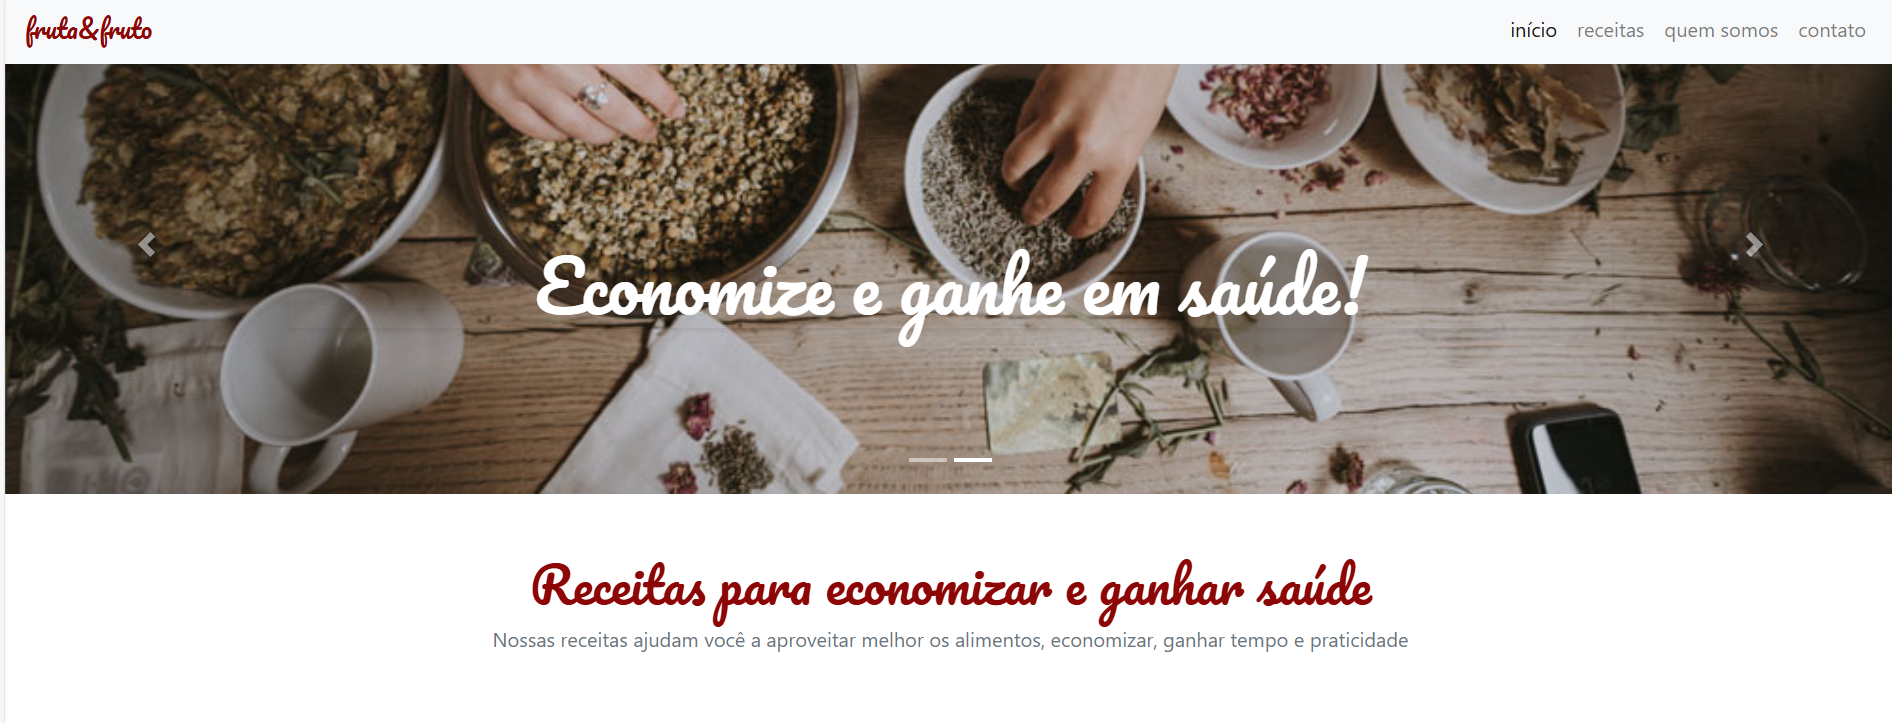 fruta&fruto
início receitas quem somos contato
Economize e ganhe em saúde!
Receitas para economizar e ganhar saúde
Nossas receitas ajudam você a aproveitar melhor os alimentos, economizar, ganhar tempo e praticidade